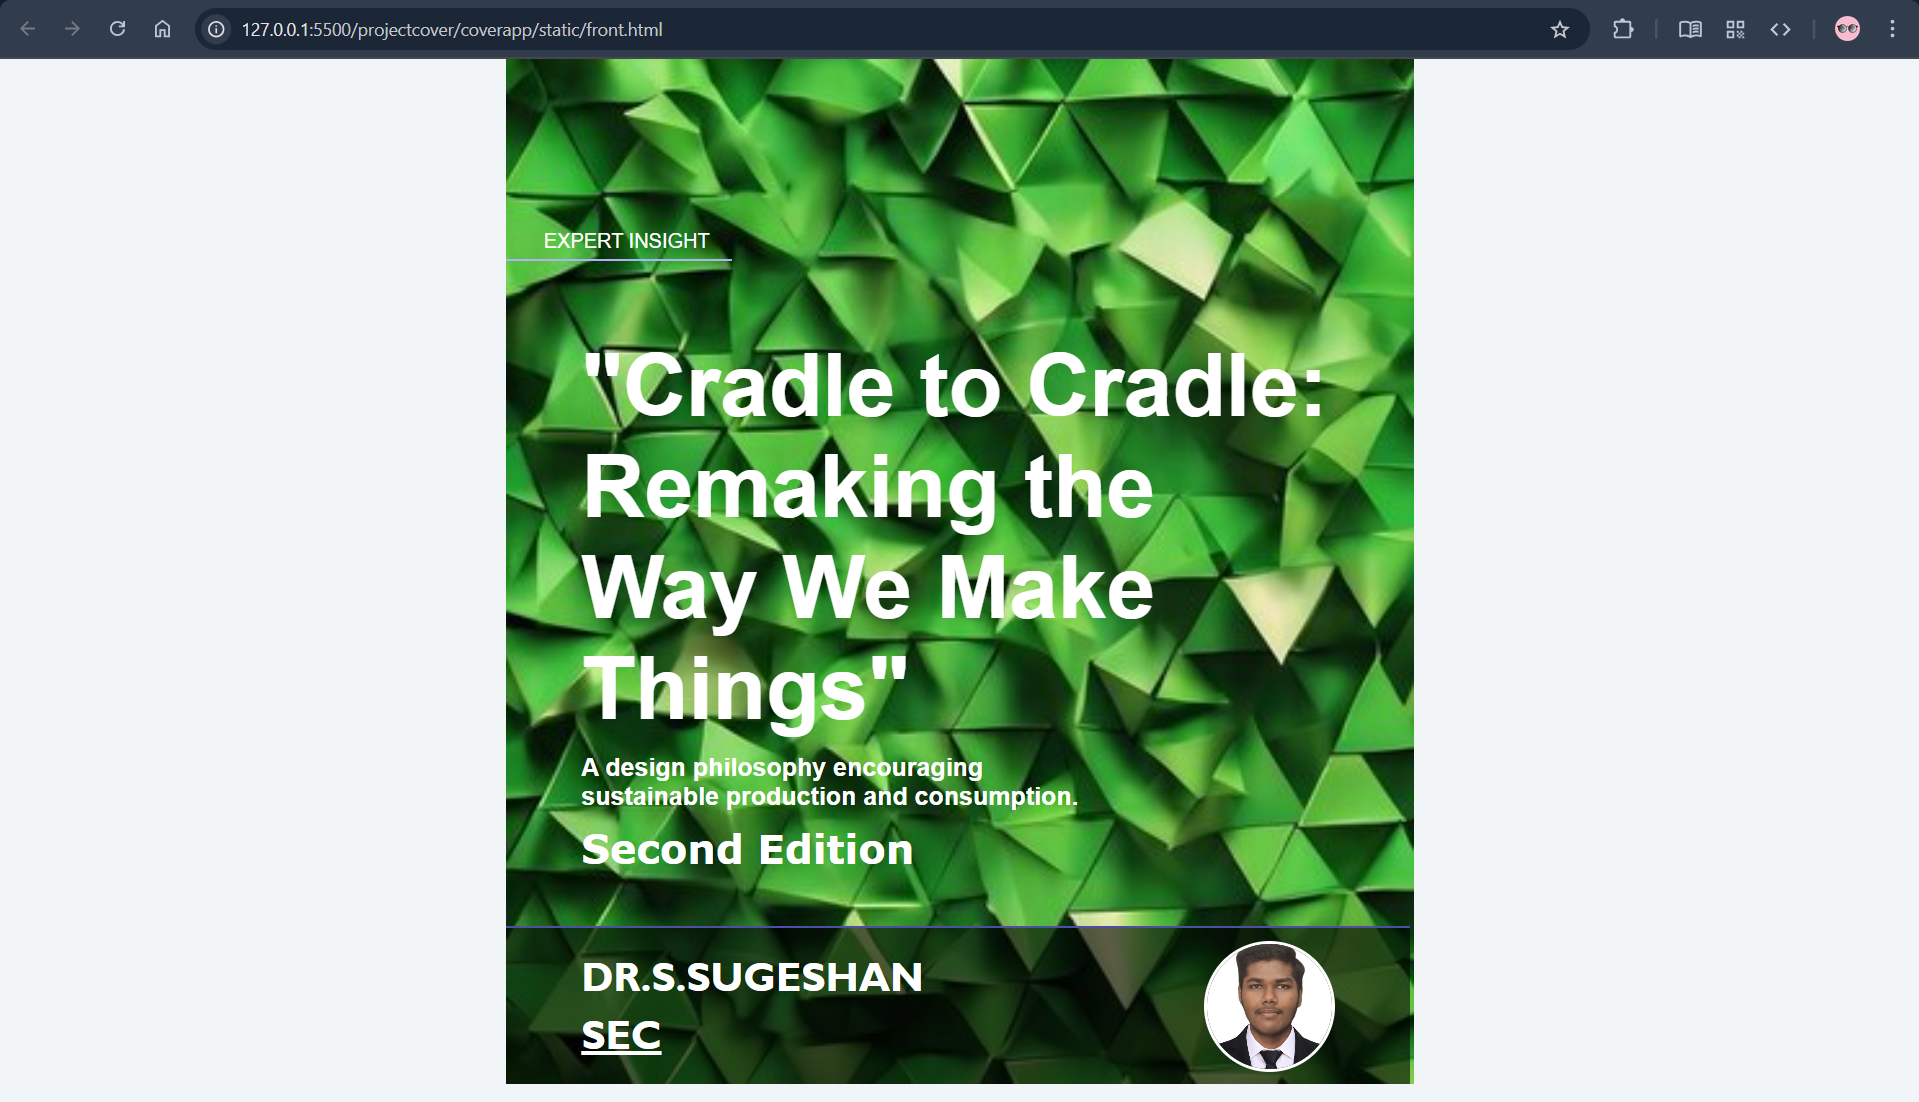 127.0.0.1:5500/projectcover/coverapp/static/front.html
EXPERT INSIGHT
"Cradle to Cradle:
Remaking the
Way We Make
Things"
A design philosophy encouraging
sustainable production and consumption.
Second Edition
DR.S.SUGESHAN
SEC